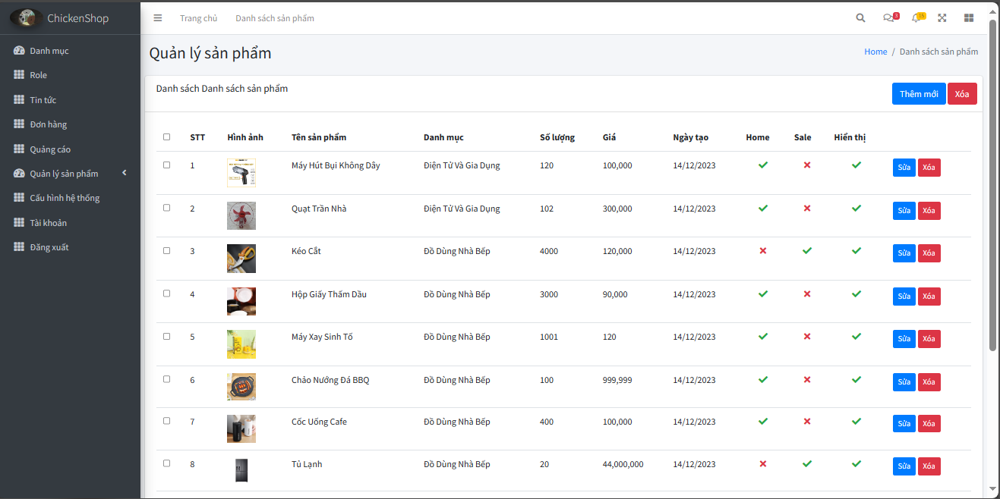 ChickenShop
Trang chủ Danh sách sản phẩm
3 15
Danh mục
Role
Tin tức
Đơn hàng
Quảng cáo
Quản lý sản phẩm
Cấu hình hệ thống
Tài khoản
Đăng xuất
Quản lý sản phẩm
Home / Danh sách sản phẩm
Danh sách Danh sách sản phẩm
Thêm mới Xóa
STT Hình ảnh Tên sản phẩm Danh mục Số lượng Giá Ngày tạo Home Sale Hiển thị
1 Máy Hút Bụi Không Dây Điện Tử Và Gia Dụng 120 100,000 14/12/2023 Sửa Xóa
2 Quạt Trần Nhà Điện Tử Và Gia Dụng 102 300,000 14/12/2023 Sửa Xóa
3 Kéo Cắt Đồ Dùng Nhà Bếp 4000 120,000 14/12/2023 Sửa Xóa
4 Hộp Giấy Thấm Dầu Đồ Dùng Nhà Bếp 3000 90,000 14/12/2023 Sửa Xóa
5 Máy Xay Sinh Tố Đồ Dùng Nhà Bếp 1001 120 14/12/2023 Sửa Xóa
6 Chảo Nướng Đá BBQ Đồ Dùng Nhà Bếp 100 999,999 14/12/2023 Sửa Xóa
7 Cốc Uống Cafe Đồ Dùng Nhà Bếp 400 100,000 14/12/2023 Sửa Xóa
8 Tủ Lạnh Đồ Dùng Nhà Bếp 20 44,000,000 14/12/2023 Sửa Xóa